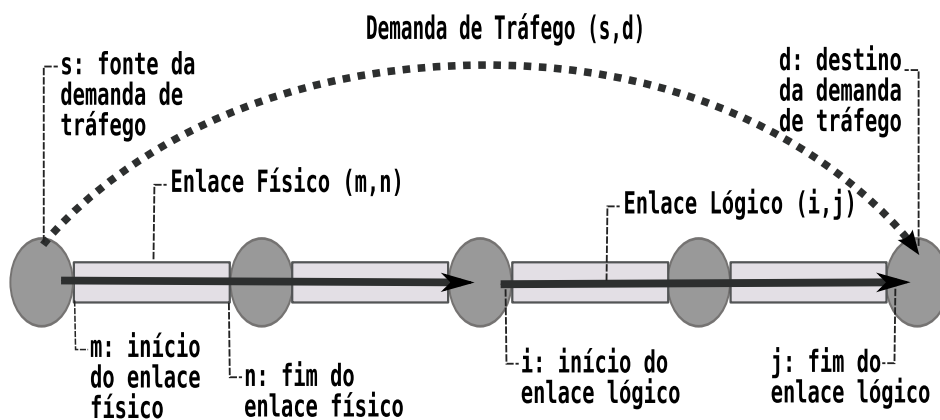 Demanda de Tráfego (s,d)
s: fonte da
demanda de
tráfego
d: destino
da demanda
de tráfego
Enlace Físico (m,n)
Enlace Lógico (i,j)
m: início
do enlace
físico
n: fim do
enlace físico
i: início do
enlace lógico
j: fim do
enlace lógico